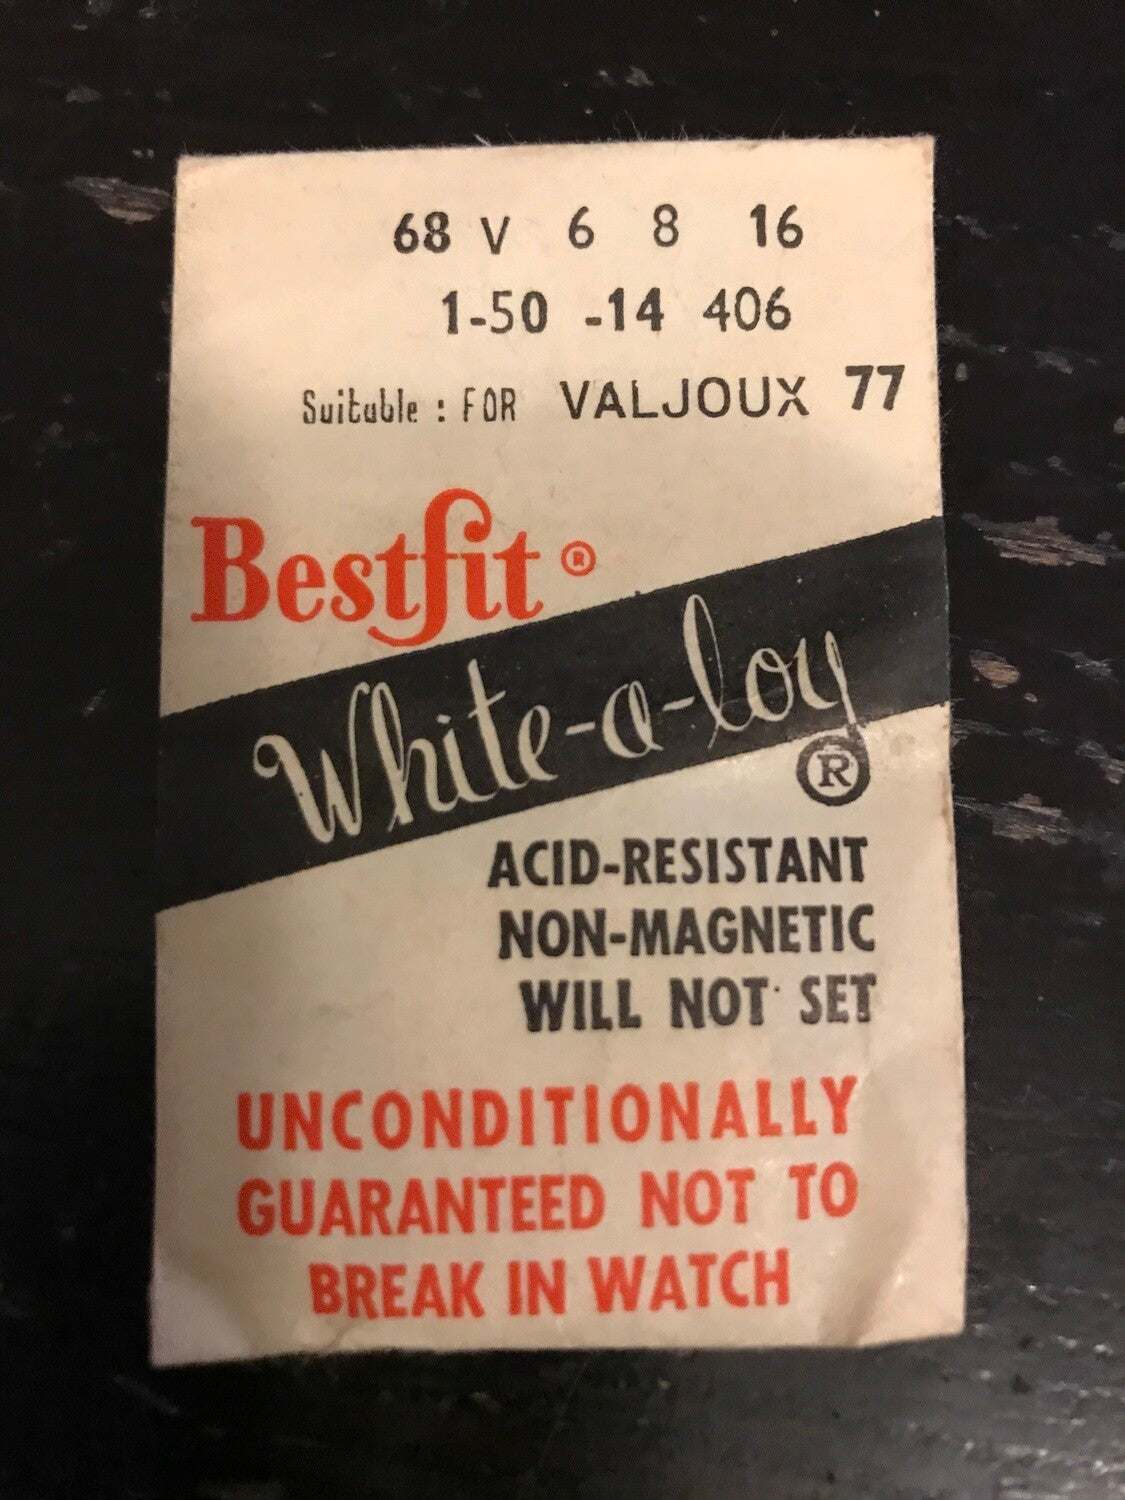 68 V 6 8 16
1-50 -14 406
Suitable : FOR VALJOUX 77
Bestfit ®
White-a-loy
®
ACID-RESISTANT
NON-MAGNETIC
WILL NOT SET
UNCONDITIONALLY
GUARANTEED NOT TO
BREAK IN WATCH